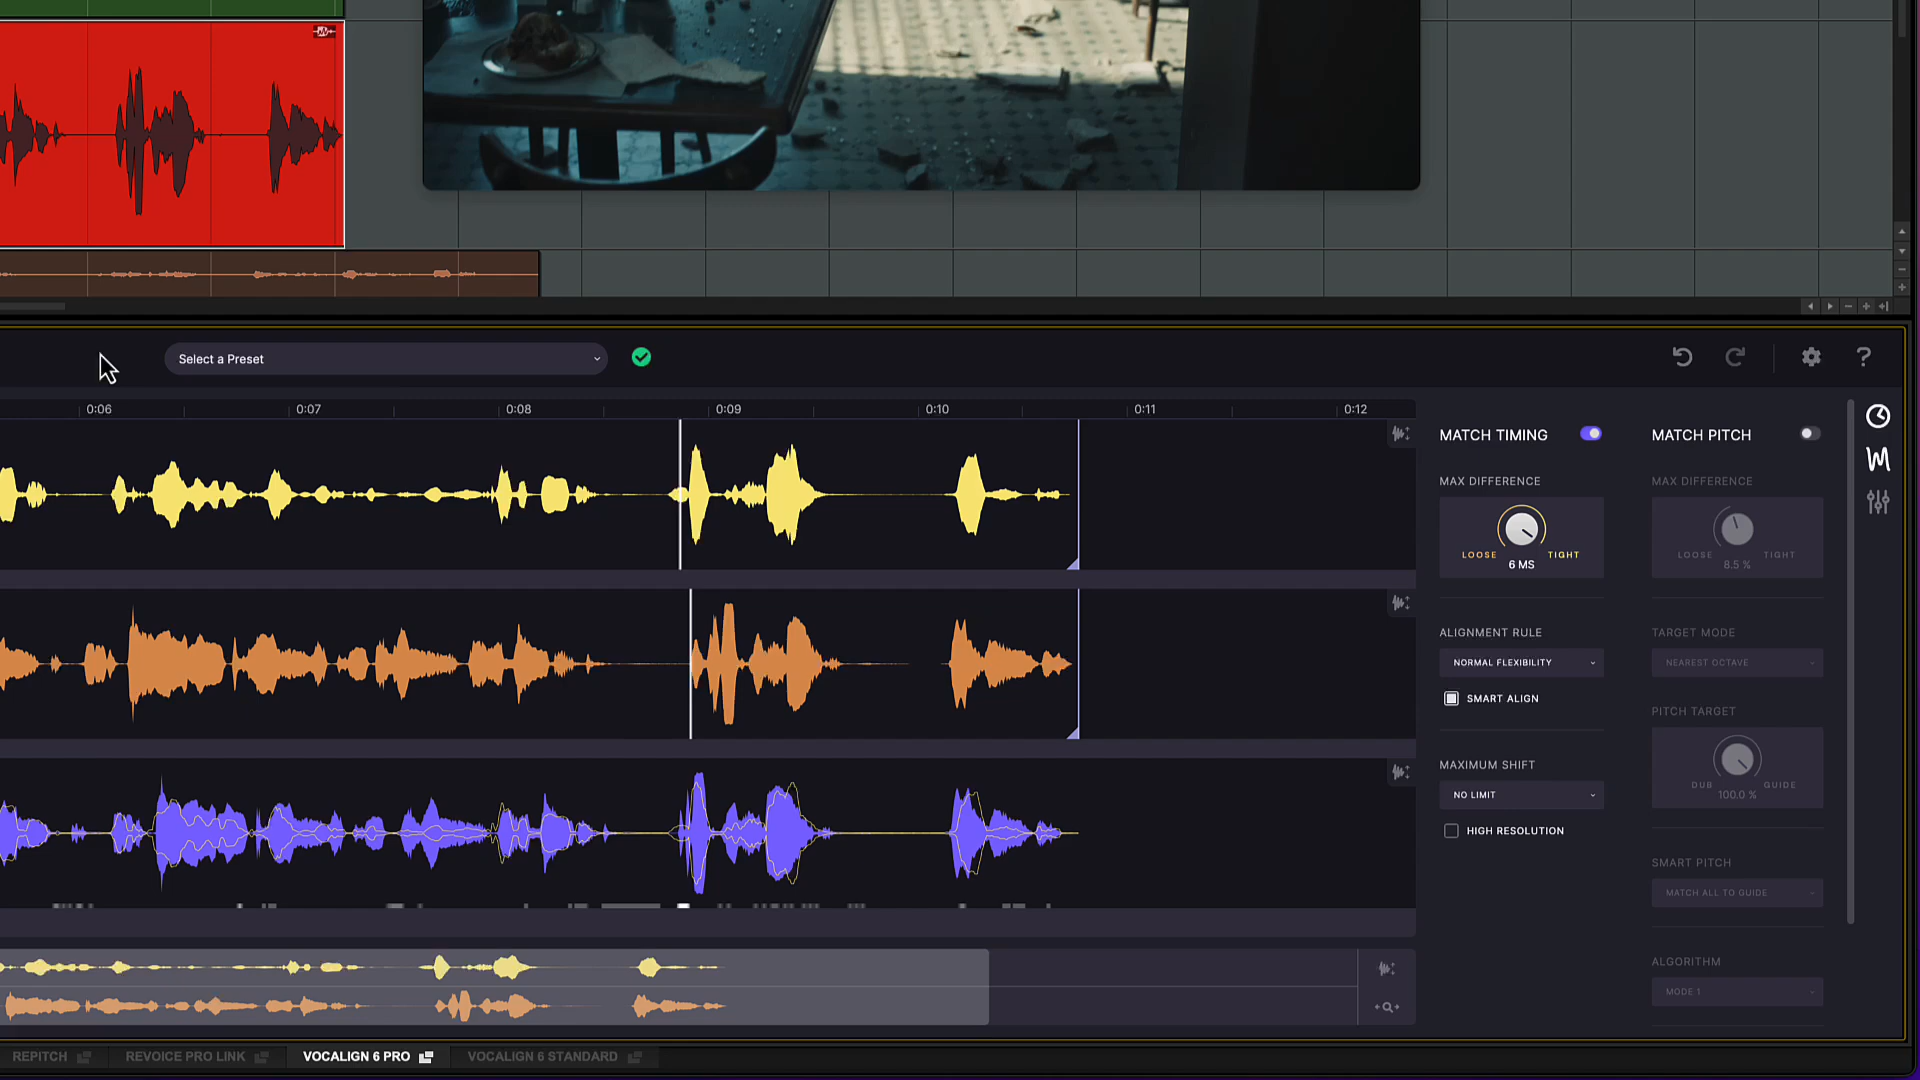 Select a Preset
0:06 0:07 0:08 0:09 0:10 0:11 0:12
MATCH TIMING
MAX DIFFERENCE
LOOSE TIGHT
6 MS
ALIGNMENT RULE
NORMAL FLEXIBILITY
SMART ALIGN
MAXIMUM SHIFT
NO LIMIT
HIGH RESOLUTION
MATCH PITCH
MAX DIFFERENCE
LOOSE TIGHT
8.5 %
TARGET MODE
NEAREST OCTAVE
PITCH TARGET
DUB GUIDE
100.0 %
SMART PITCH
MATCH ALL TO GUIDE
ALGORITHM
MODE 1
REPITCH REVOICE PRO LINK VOCALIGN 6 PRO VOCALIGN 6 STANDARD